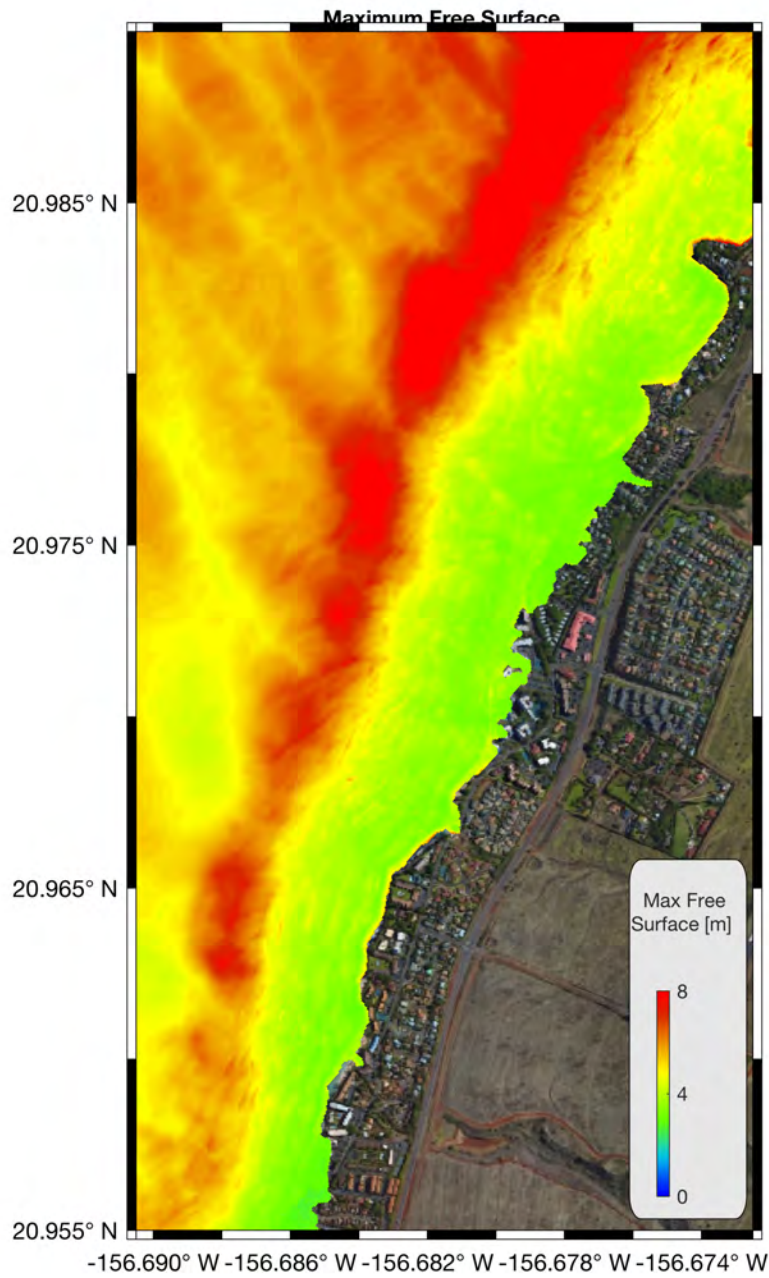 Maximum Free Surface
20.985° N
20.975° N
20.965° N
20.955° N
Max Free
Surface [m]
8
4
0
-156.690° W -156.686° W -156.682° W -156.678° W -156.674° W